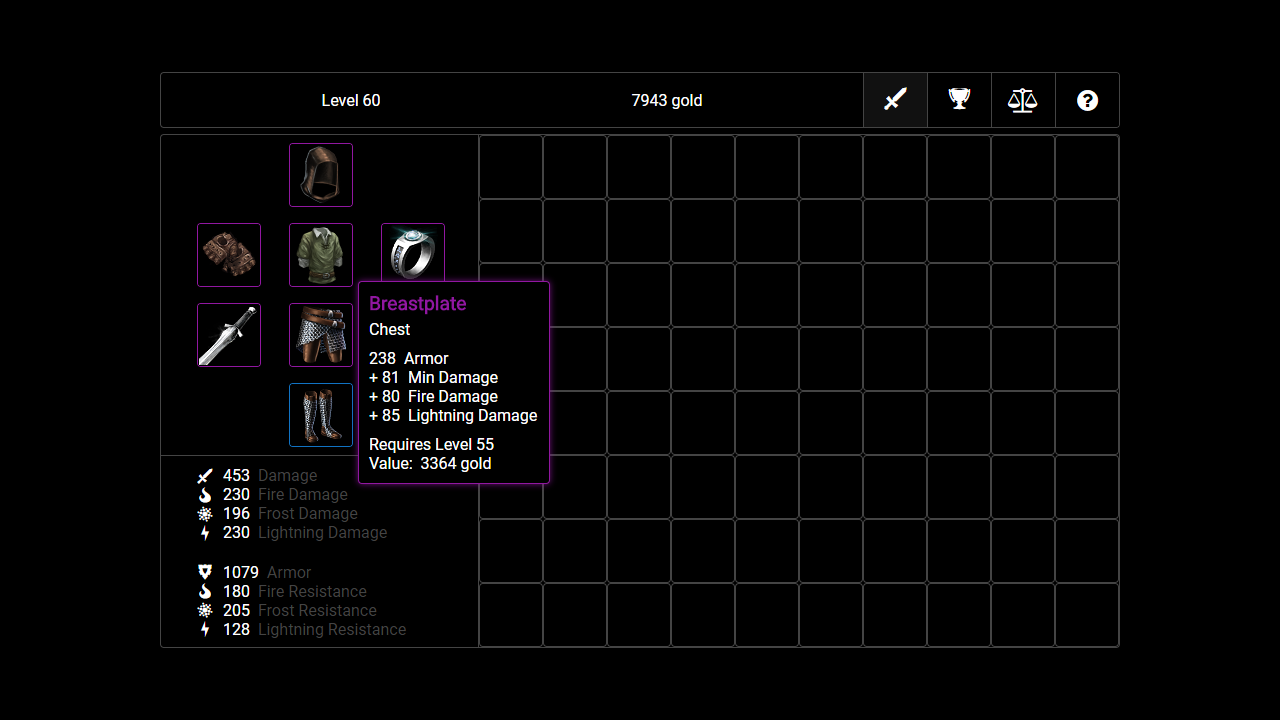 Level 60
7943 gold
Breastplate
Chest
238 Armor
+ 81 Min Damage
+ 80 Fire Damage
+ 85 Lightning Damage
Requires Level 55
Value: 3364 gold
453 Damage
230 Fire Damage
196 Frost Damage
230 Lightning Damage
1079 Armor
180 Fire Resistance
205 Frost Resistance
128 Lightning Resistance